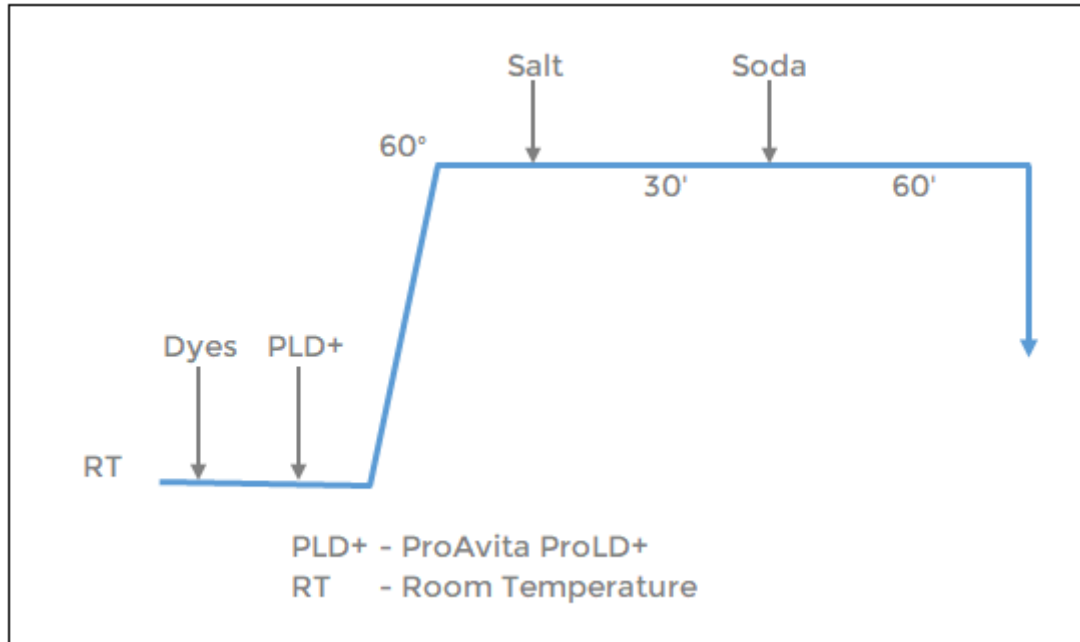 Salt Soda
60°
30' 60'
Dyes PLD+
RT
PLD+ - ProAvita ProLD+
RT - Room Temperature